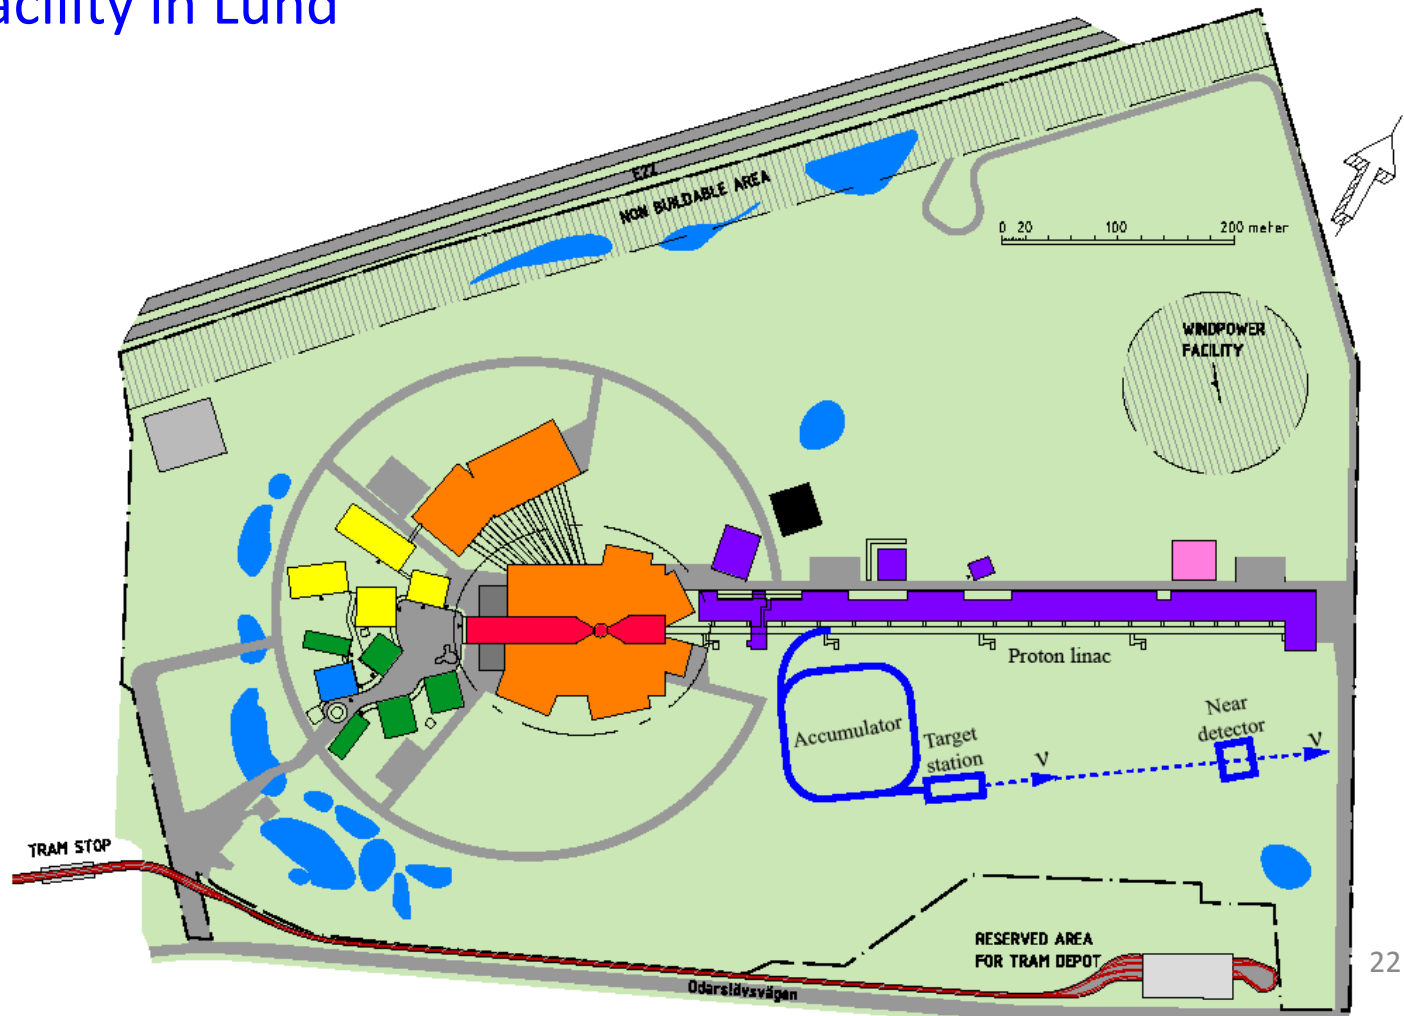 acility in Lund
E22
NON BUILDABLE AREA
0 20 100 200 meter
WINDPOWER
FACILITY
Proton linac
Accumulator
Target
station
ν
Near
detector
ν
TRAM STOP
RESERVED AREA
FOR TRAM DEPOT
Odarslövsvägen
22